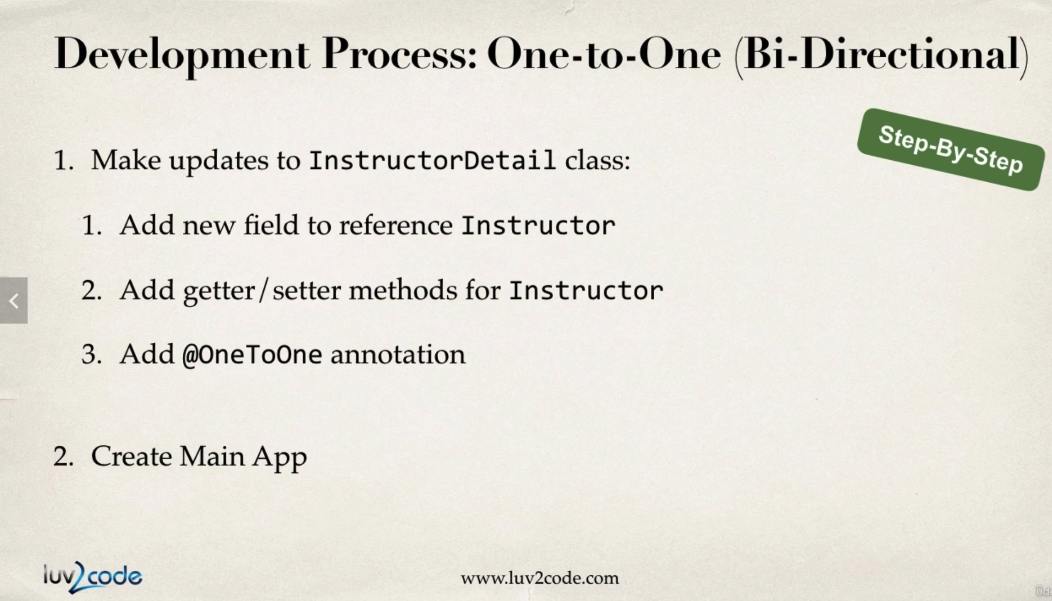 Development Process: One-to-One (Bi-Directional)
Step-By-Step
1. Make updates to InstructorDetail class:
1. Add new field to reference Instructor
2. Add getter/setter methods for Instructor
3. Add @OneToOne annotation
2. Create Main App
luv2code
www.luv2code.com